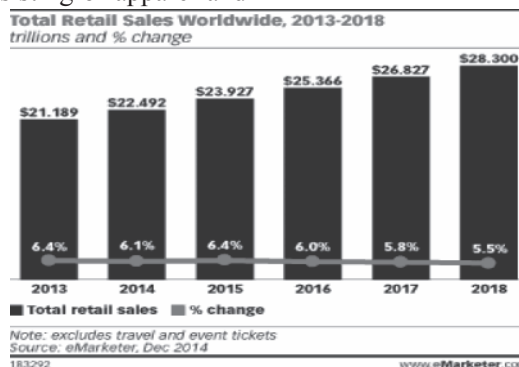 Total Retail Sales Worldwide, 2013-2018
trillions and % change
$21.189
$22.492
$23.927
$25.366
$26.827
$28.300
6.4%
6.1%
6.4%
6.0%
5.8%
5.5%
2013 2014 2015 2016 2017 2018
Total retail sales % change
Note: excludes travel and event tickets
Source: eMarketer, Dec 2014
183292 www.eMarketer.co